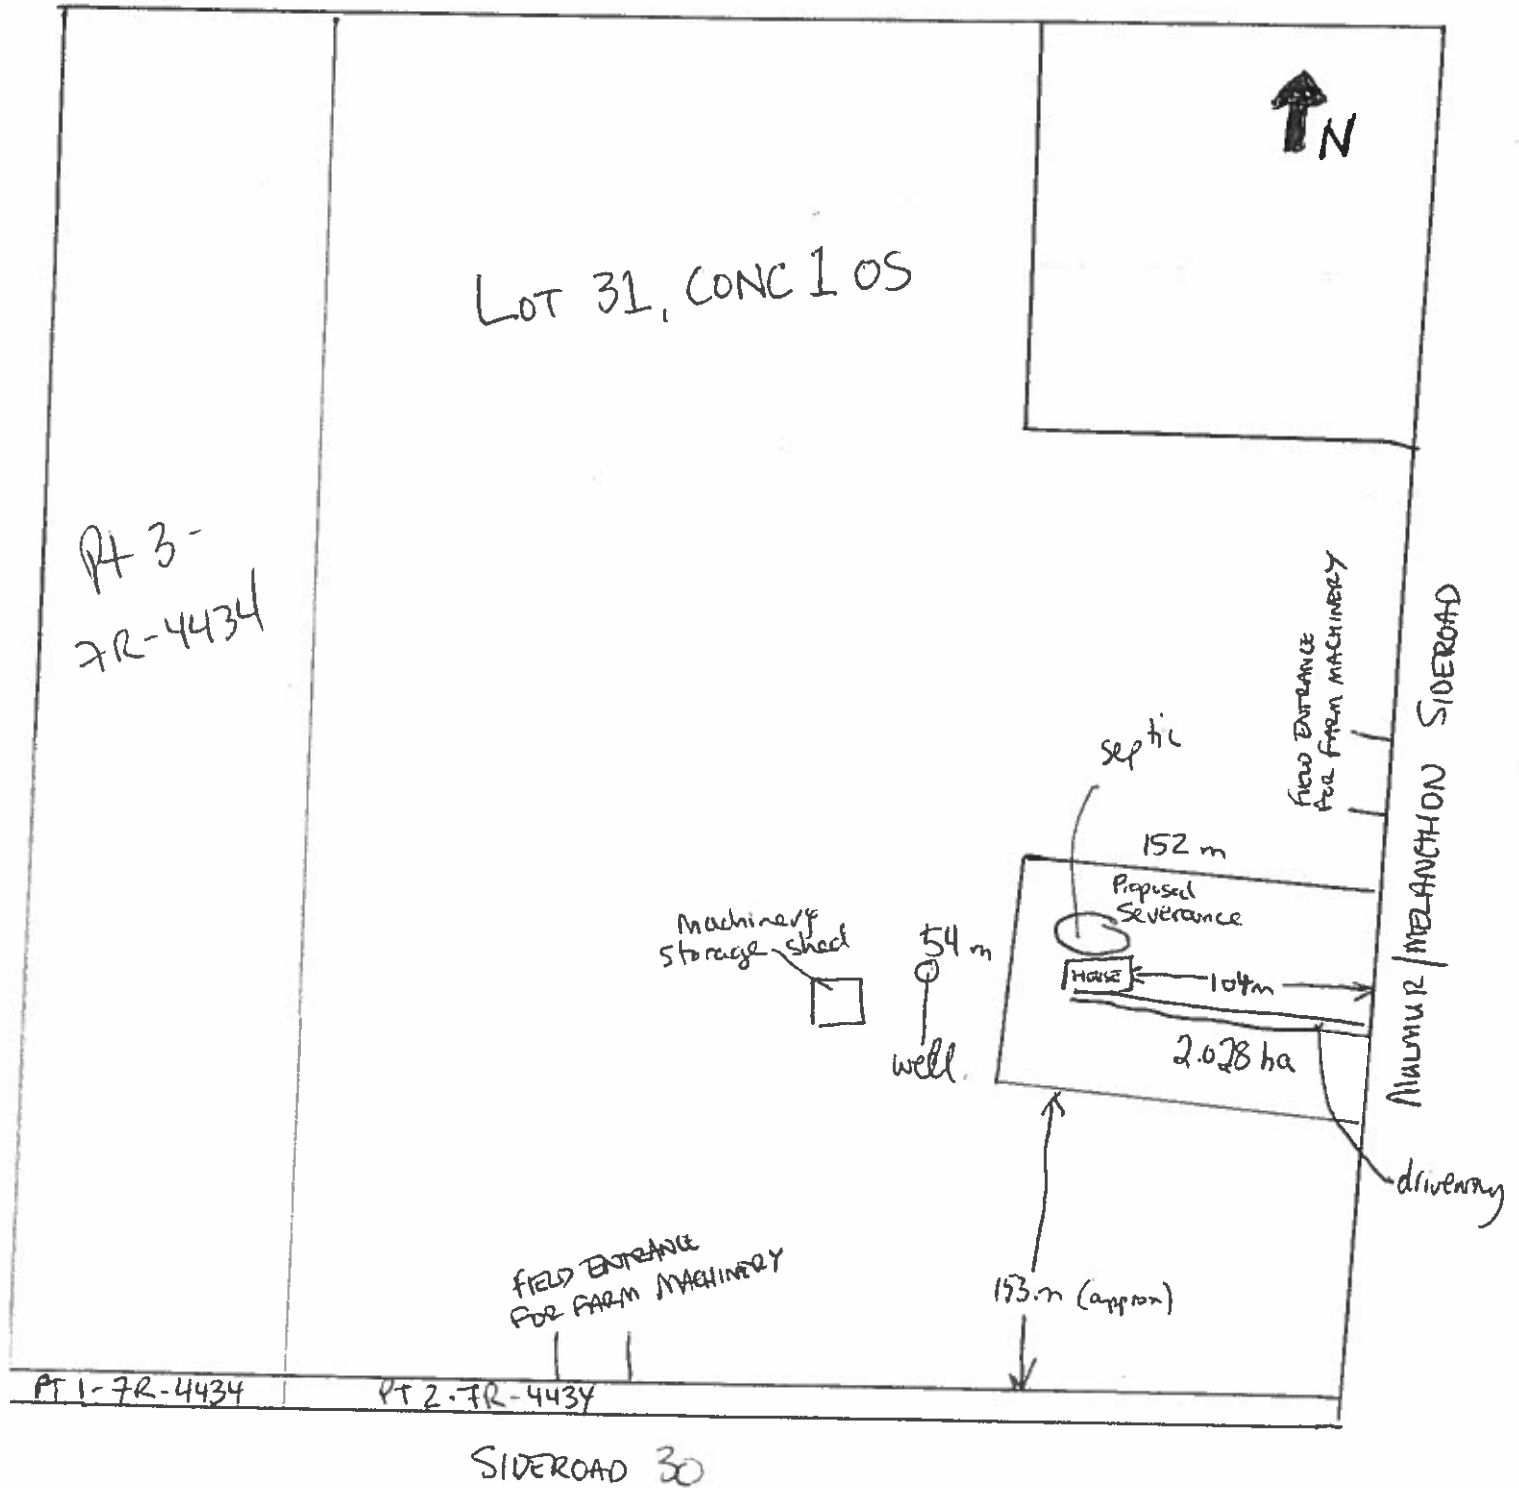 N
LOT 31, CONC 1 OS
Pt 3-
7R-4434
FIELD ENTRANCE
FOR FARM MACHINERY
MULMUR/MELANCTHON SIDEROAD
septic
152 m
Proposed
Severance
Machinery
storage shed
54 m
HOUSE
104m
well.
2.028 ha
driveway
FIELD ENTRANCE
FOR FARM MACHINERY
153 m (approx)
PT 1-7R-4434
PT 2-7R-4434
SIDEROAD 30